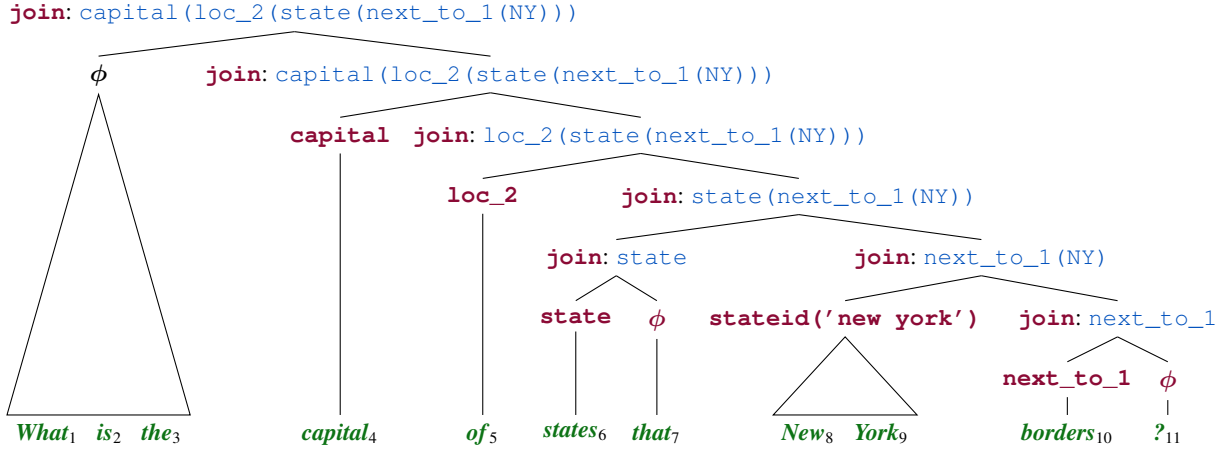 join: capital(loc_2(state(next_to_1(NY)))
ϕ join: capital(loc_2(state(next_to_1(NY)))
capital join: loc_2(state(next_to_1(NY)))
loc_2 join: state(next_to_1(NY))
join: state join: next_to_1(NY)
state ϕ stateid('new york') join: next_to_1
next_to_1 ϕ
What₁ is₂ the₃ capital₄ of₅ states₆ that₇ New₈ York₉ borders₁₀ ?₁₁